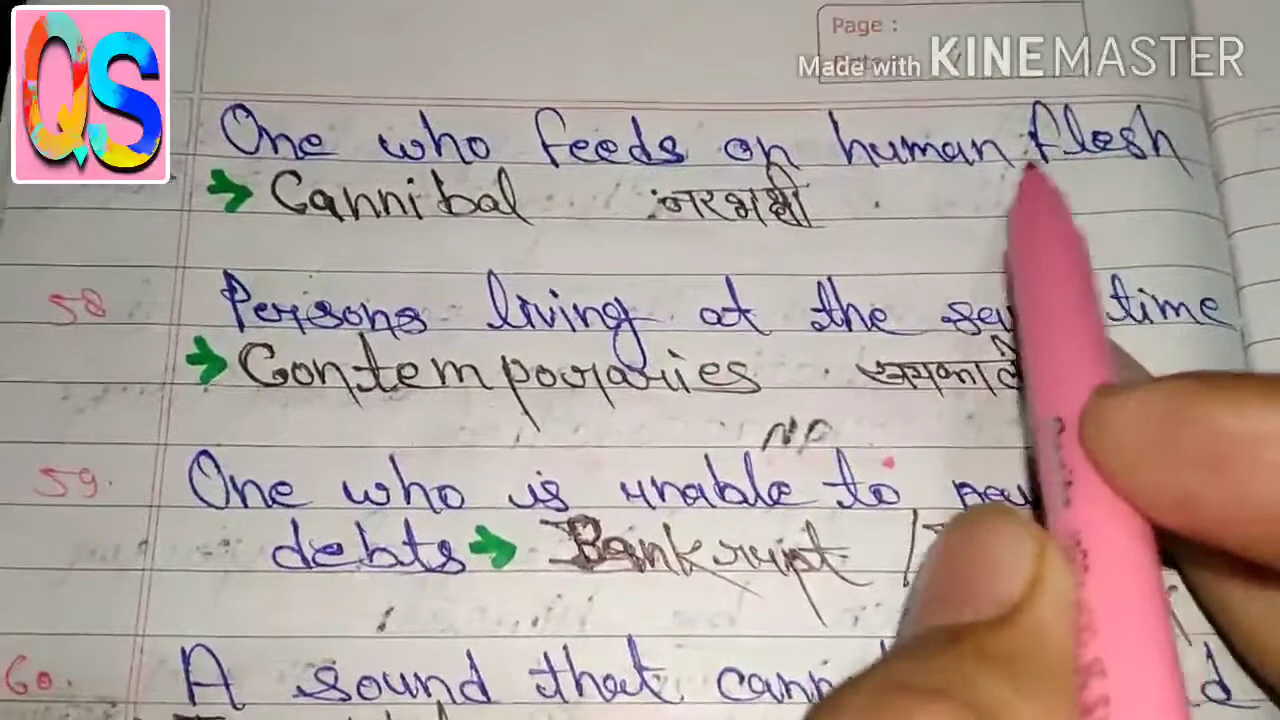 QS
Page :
Made with KINEMASTER
One who feeds on human flesh
→ Cannibal नरभक्षी
58 Persons living at the time
→ Contemporaries
59. One who is unable to
debts → Bankrupt /
60. A sound that